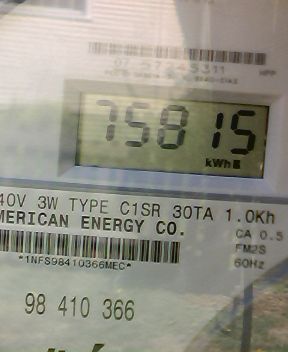 HPP
75815
kWh
40V 3W TYPE C1SR 30TA 1.0Kh
MERICAN ENERGY CO.
CA 0.5
FM2S
60Hz
*1NFS98410366MEC*
98 410 366